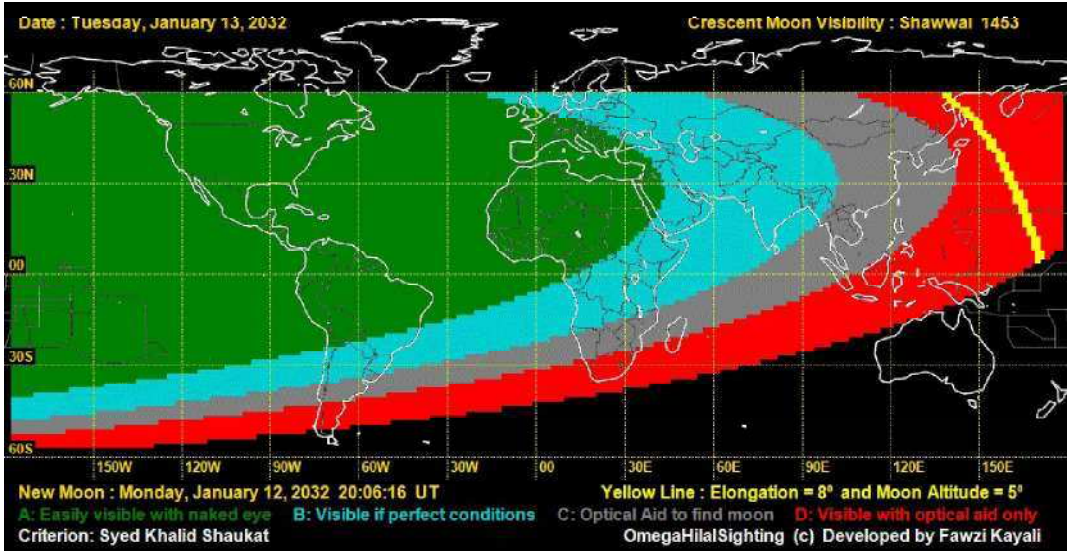 Date : Tuesday, January 13, 2032 Crescent Moon Visibility : Shawwal 1453
60N
30N
00
30S
60S
150W 120W 90W 60W 30W 00 30E 60E 90E 120E 150E
New Moon : Monday, January 12, 2032 20:06:16 UT Yellow Line : Elongation = 8º and Moon Altitude = 5º
A: Easily visible with naked eye B: Visible if perfect conditions C: Optical Aid to find moon D: Visible with optical aid only
Criterion: Syed Khalid Shaukat OmegaHilalSighting (c) Developed by Fawzi Kayali